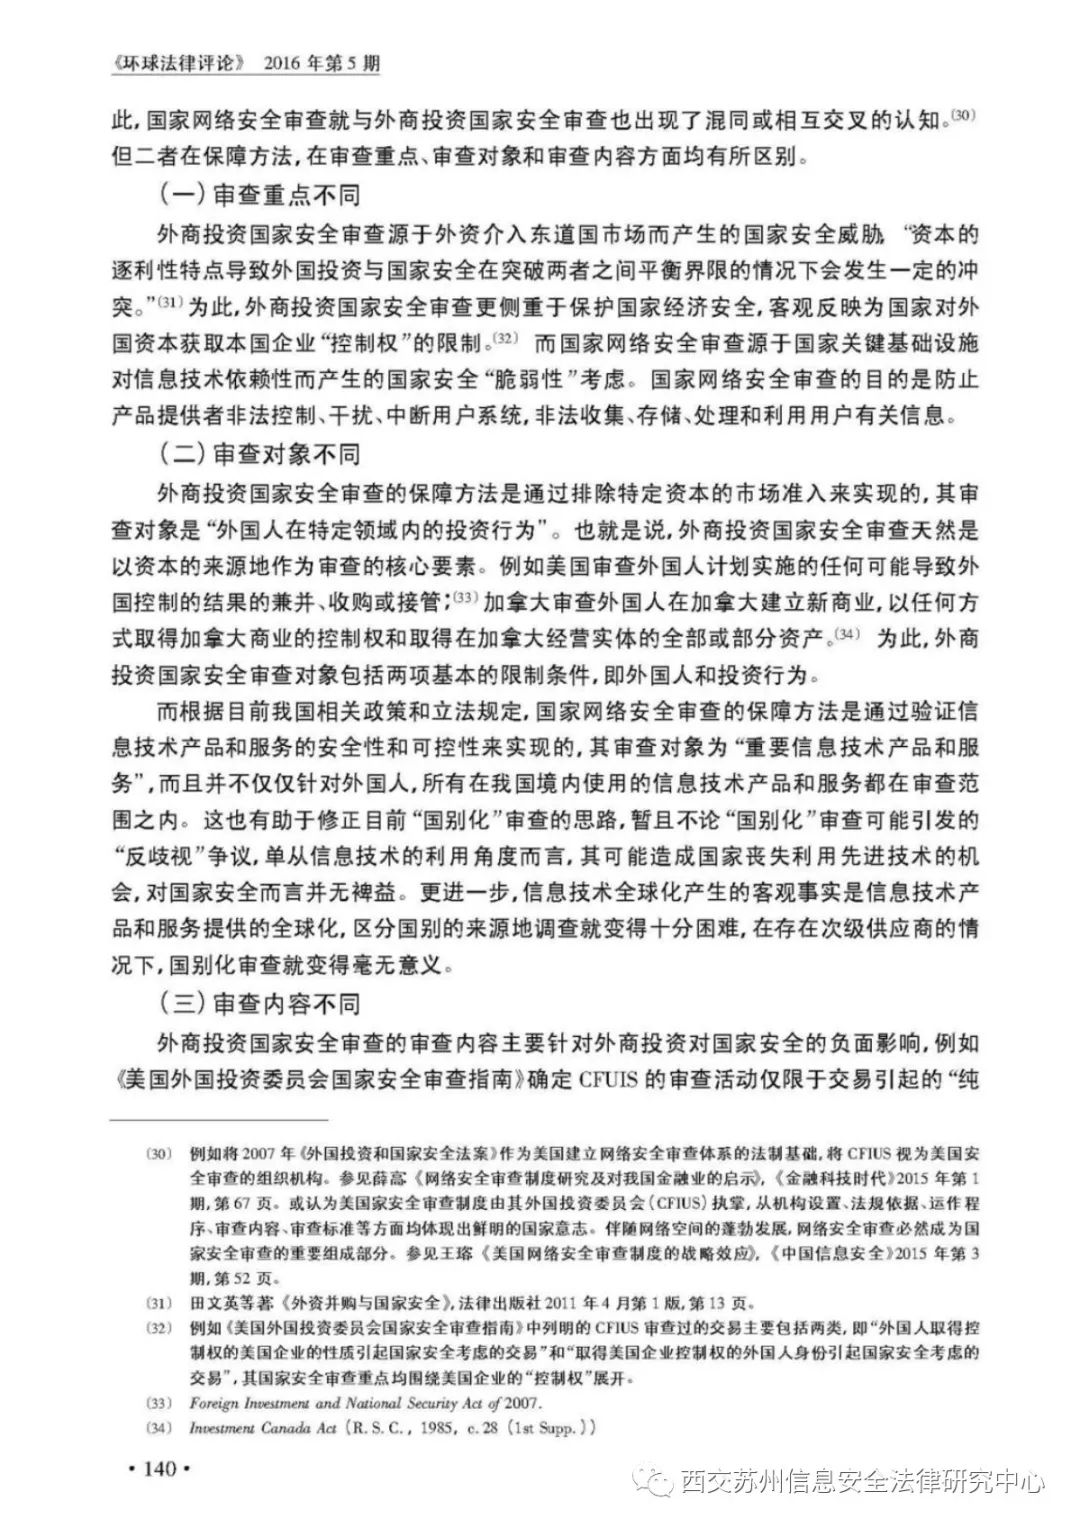 《环球法律评论》 2016 年第 5 期
此,国家网络安全审查就与外商投资国家安全审查也出现了混同或相互交叉的认知。(30)
但二者在保障方法,在审查重点、审查对象和审查内容方面均有所区别。
(一)审查重点不同
外商投资国家安全审查源于外资介入东道国市场而产生的国家安全威胁,“资本的
逐利性特点导致外国投资与国家安全在突破两者之间平衡界限的情况下会发生一定的冲
突。”(31)为此,外商投资国家安全审查更侧重于保护国家经济安全,客观反映为国家对外
国资本获取本国企业“控制权”的限制。(32) 而国家网络安全审查源于国家关键基础设施
对信息技术依赖性而产生的国家安全“脆弱性”考虑。国家网络安全审查的目的是防止
产品提供者非法控制、干扰、中断用户系统,非法收集、存储、处理和利用用户有关信息。
(二)审查对象不同
外商投资国家安全审查的保障方法是通过排除特定资本的市场准入来实现的,其审
查对象是“外国人在特定领域内的投资行为”。也就是说,外商投资国家安全审查天然是
以资本的来源地作为审查的核心要素。例如美国审查外国人计划实施的任何可能导致外
国控制的结果的兼并、收购或接管;(33)加拿大审查外国人在加拿大建立新商业,以任何方
式取得加拿大商业的控制权和取得在加拿大经营实体的全部或部分资产。(34) 为此,外商
投资国家安全审查对象包括两项基本的限制条件,即外国人和投资行为。
而根据目前我国相关政策和立法规定,国家网络安全审查的保障方法是通过验证信
息技术产品和服务的安全性和可控性来实现的,其审查对象为“重要信息技术产品和服
务”,而且并不仅仅针对外国人,所有在我国境内使用的信息技术产品和服务都在审查范
围之内。这也有助于修正目前“国别化”审查的思路,暂且不论“国别化”审查可能引发的
“反歧视”争议,单从信息技术的利用角度而言,其可能造成国家丧失利用先进技术的机
会,对国家安全而言并无裨益。更进一步,信息技术全球化产生的客观事实是信息技术产
品和服务提供的全球化,区分国别的来源地调查就变得十分困难,在存在次级供应商的情
况下,国别化审查就变得毫无意义。
(三)审查内容不同
外商投资国家安全审查的审查内容主要针对外商投资对国家安全的负面影响,例如
《美国外国投资委员会国家安全审查指南》确定 CFUIS 的审查活动仅限于交易引起的“纯
(30) 例如将 2007 年《外国投资和国家安全法案》作为美国建立网络安全审查体系的法制基础,将 CFIUS 视为美国安
全审查的组织机构。参见薛高:《网络安全审查制度研究及对我国金融业的启示》,《金融科技时代》2015 年第 1
期,第 67 页。或认为美国家安全审查制度由其外国投资委员会(CFIUS)执掌,从机构设置、法规依据、运作程
序、审查内容、审查标准等方面均体现出鲜明的国家意志。伴随网络空间的蓬勃发展,网络安全审查必然成为国
家安全审查的重要组成部分。参见王瑢:《美国网络安全审查制度的战略效应》,《中国信息安全》2015 年第 3
期,第 52 页。
(31) 田文英等著:《外资并购与国家安全》,法律出版社 2011 年 4 月第 1 版,第 13 页。
(32) 例如《美国外国投资委员会国家安全审查指南》中列明的 CFIUS 审查过的交易主要包括两类,即“外国人取得控
制权的美国企业的性质引起国家安全考虑的交易”和“取得美国企业控制权的外国人身份引起国家安全考虑的
交易”,其国家安全审查重点均围绕美国企业的“控制权”展开。
(33) Foreign Investment and National Security Act of 2007.
(34) Investment Canada Act (R. S. C. , 1985, c. 28 (1st Supp. ))
· 140 ·
西交苏州信息安全法律研究中心